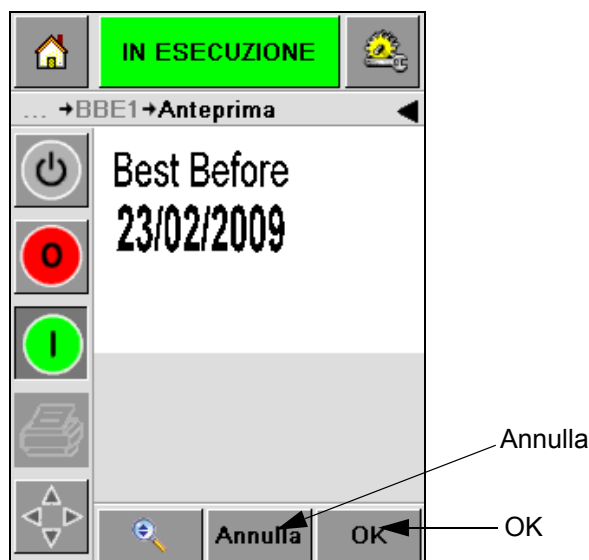 IN ESECUZIONE
... →BBE1→Anteprima
Best Before
23/02/2009
O
I
Annulla
Annulla
OK
OK